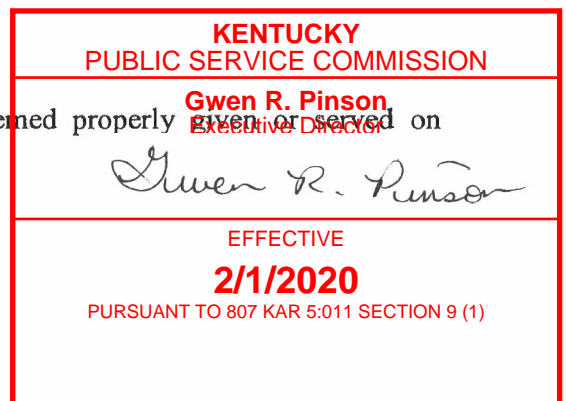 KENTUCKY
PUBLIC SERVICE COMMISSION
Gwen R. Pinson
emed properly given or served on
Executive Director
Gwen R. Pinson
EFFECTIVE
2/1/2020
PURSUANT TO 807 KAR 5:011 SECTION 9 (1)